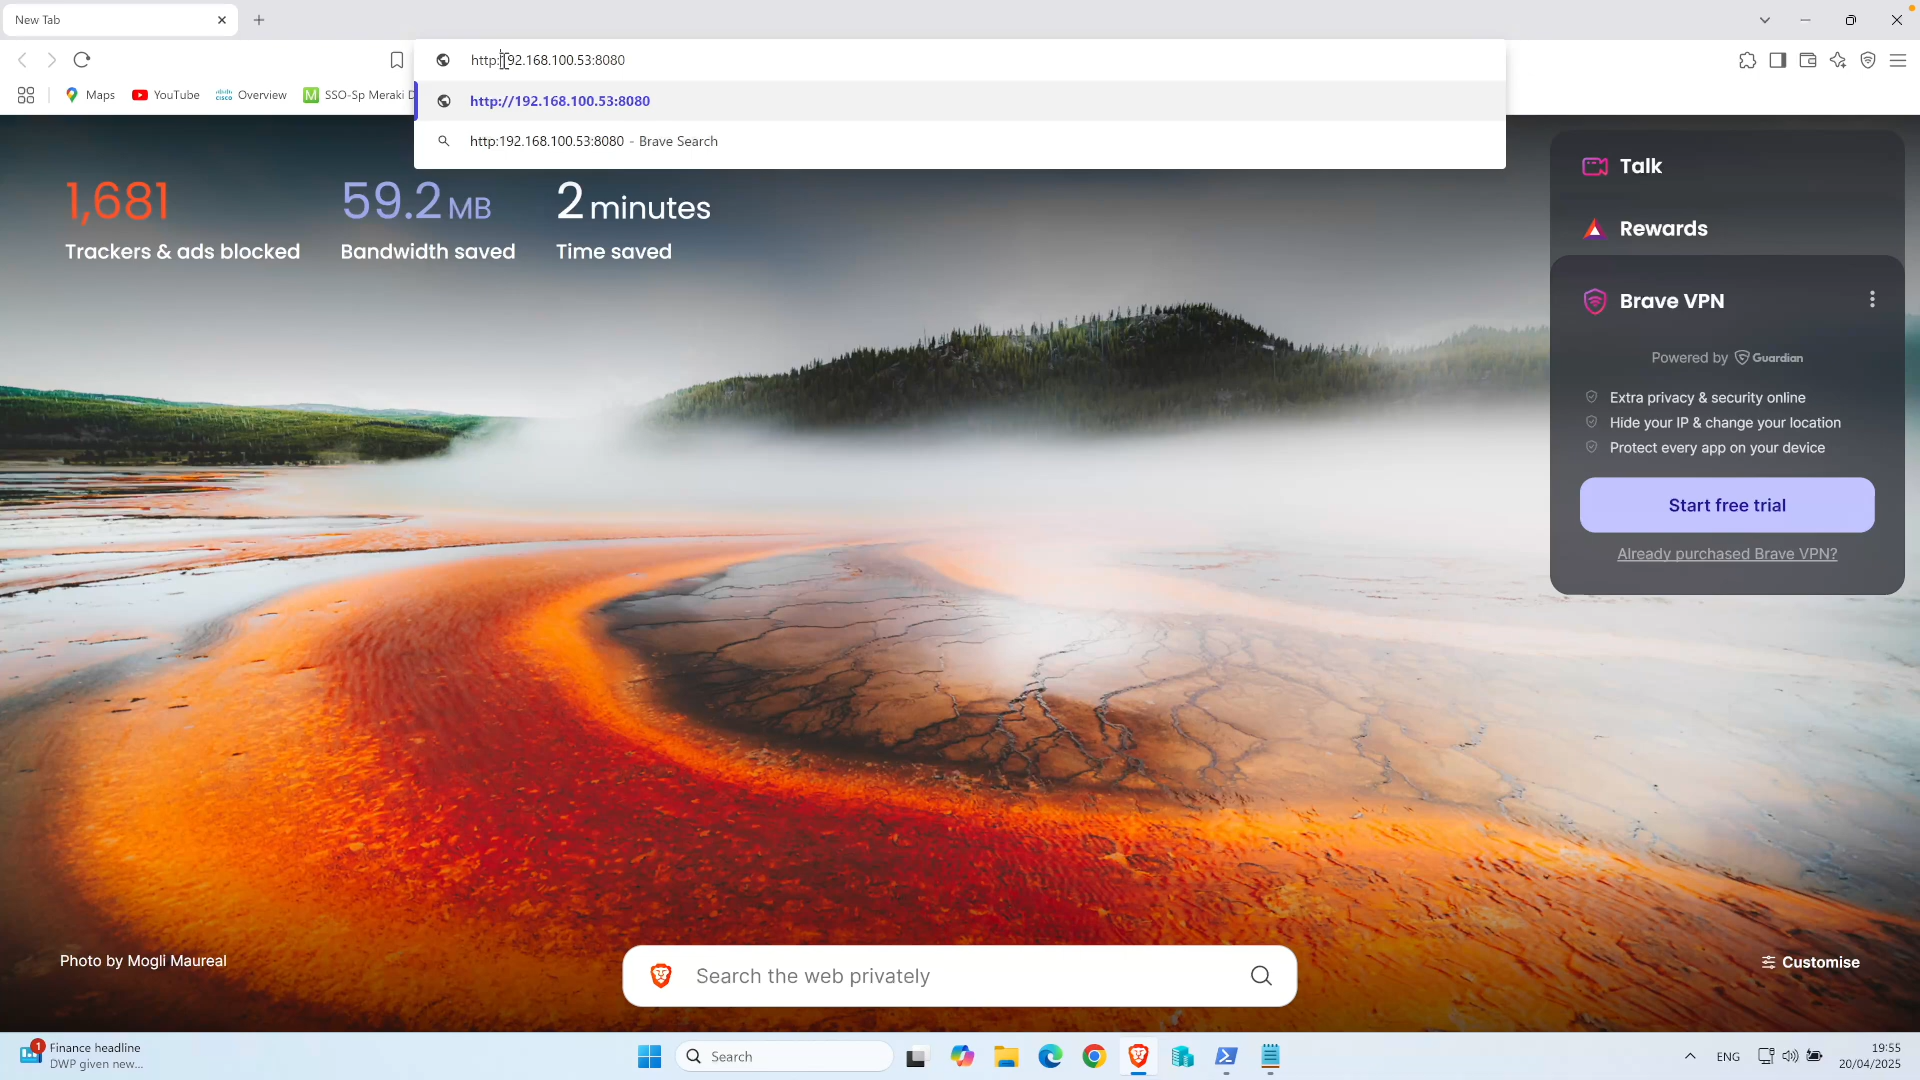 New Tab
http:192.168.100.53:8080
http://192.168.100.53:8080
http:192.168.100.53:8080 - Brave Search
Maps
YouTube
Overview
SSO-Sp Meraki D
1,681
Trackers & ads blocked
59.2 MB
Bandwidth saved
2 minutes
Time saved
Talk
Rewards
Brave VPN
Powered by Guardian
Extra privacy & security online
Hide your IP & change your location
Protect every app on your device
Start free trial
Already purchased Brave VPN?
Photo by Mogli Maureal
Search the web privately
Customise
1
Finance headline
DWP given new...
Search
ENG
19:55
20/04/2025